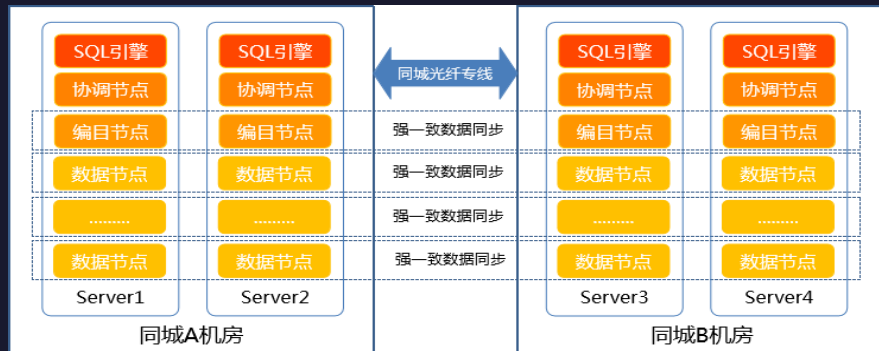 SQL引擎 SQL引擎 SQL引擎 SQL引擎
协调节点 协调节点 同城光纤专线 协调节点 协调节点
编目节点 编目节点 强一致数据同步 编目节点 编目节点
数据节点 数据节点 强一致数据同步 数据节点 数据节点
......... ......... 强一致数据同步 ......... .........
数据节点 数据节点 强一致数据同步 数据节点 数据节点
Server1 Server2 Server3 Server4
同城A机房 同城B机房